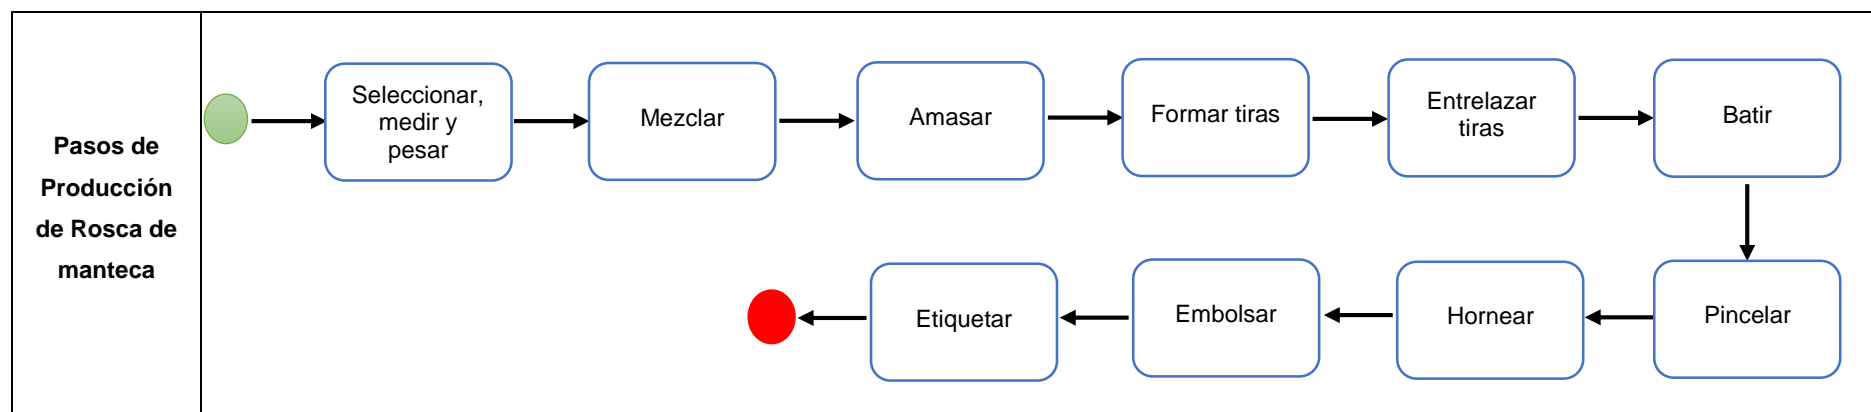 Pasos de
Producción
de Rosca de
manteca
Seleccionar,
medir y
pesar
Mezclar
Amasar
Formar tiras
Entrelazar
tiras
Batir
Pincelar
Hornear
Embolsar
Etiquetar